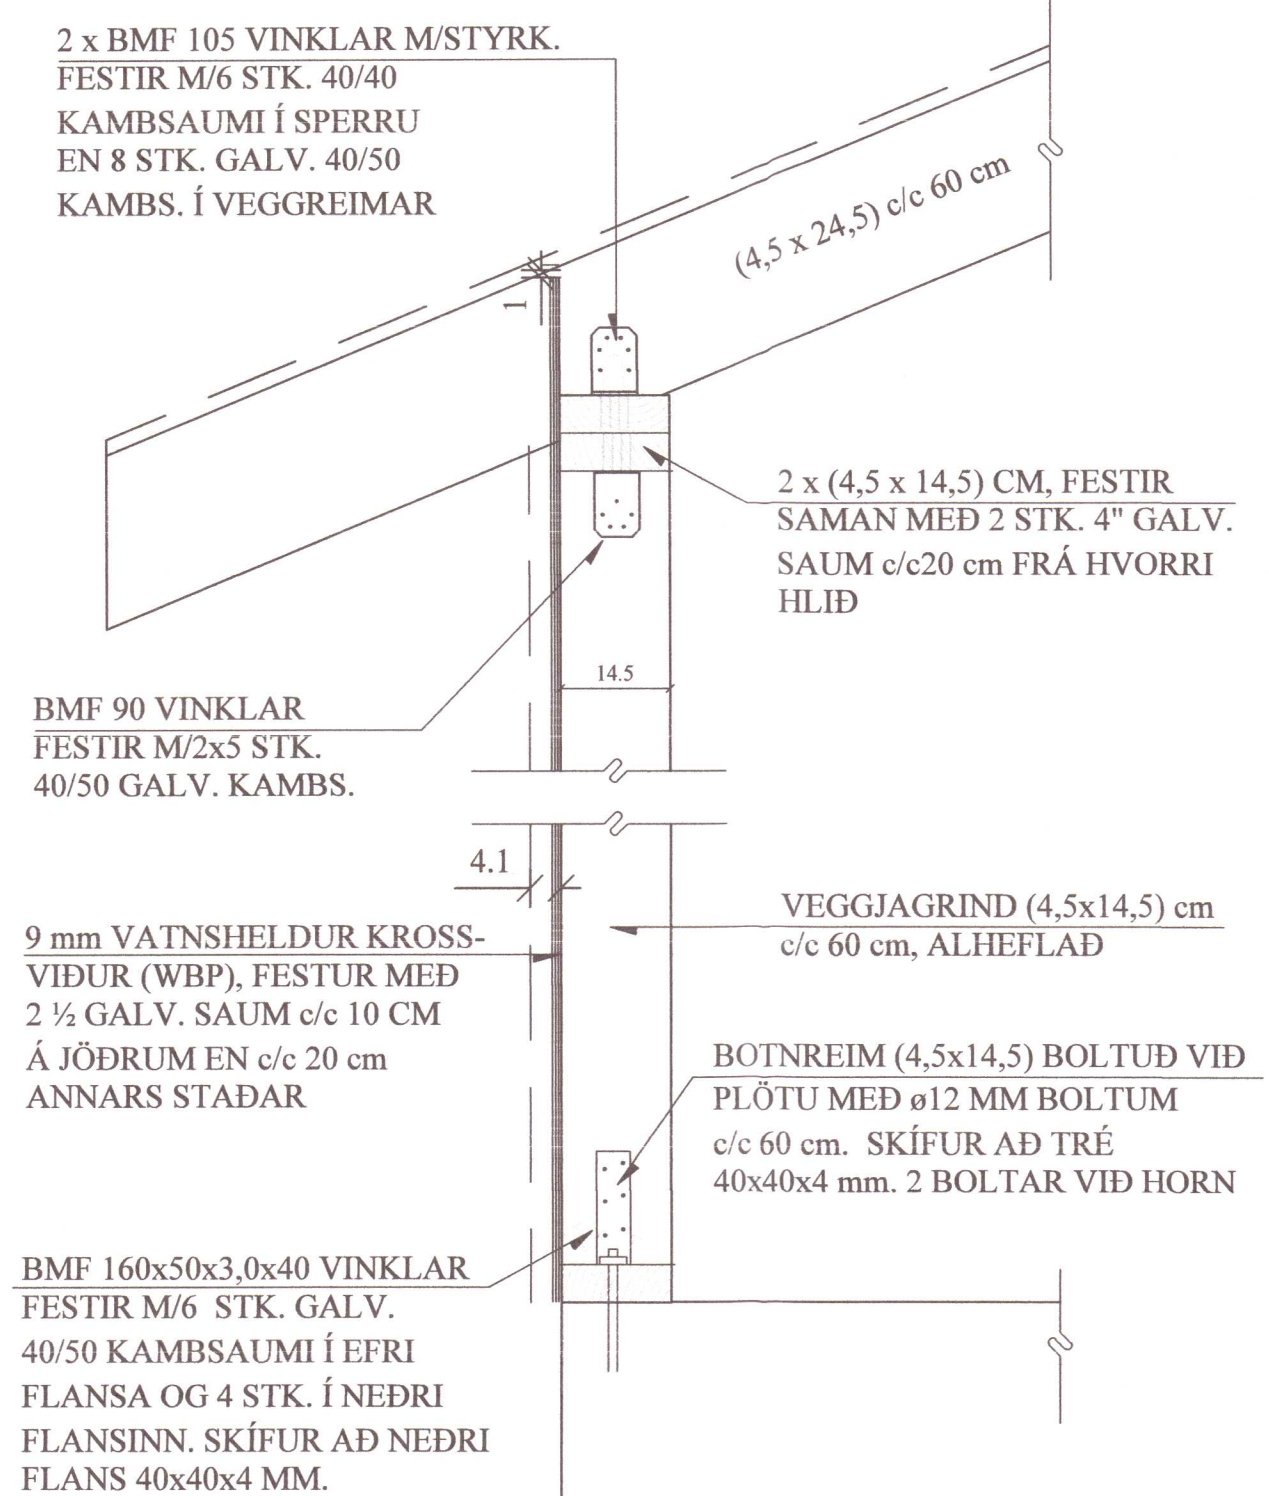 2 x BMF 105 VINKLAR M/STYRK.
FESTIR M/6 STK. 40/40
KAMBSAUMI Í SPERRU
EN 8 STK. GALV. 40/50
KAMBS. Í VEGGREIMAR
(4,5 x 24,5) c/c 60 cm
1
2 x (4,5 x 14,5) CM, FESTIR
SAMAN MEÐ 2 STK. 4" GALV.
SAUM c/c20 cm FRÁ HVORRI
HLIÐ
14.5
BMF 90 VINKLAR
FESTIR M/2x5 STK.
40/50 GALV. KAMBS.
4.1
VEGGJAGRIND (4,5x14,5) cm
c/c 60 cm, ALHEFLAÐ
9 mm VATNSHELDUR KROSS-
VIÐUR (WBP), FESTUR MEÐ
2 ½ GALV. SAUM c/c 10 CM
Á JÖÐRUM EN c/c 20 cm
ANNARS STAÐAR
BOTNREIM (4,5x14,5) BOLTUÐ VIÐ
PLÖTU MEÐ ø12 MM BOLTUM
c/c 60 cm. SKÍFUR AÐ TRÉ
40x40x4 mm. 2 BOLTAR VIÐ HORN
BMF 160x50x3,0x40 VINKLAR
FESTIR M/6 STK. GALV.
40/50 KAMBSAUMI Í EFRI
FLANSA OG 4 STK. Í NEÐRI
FLANSINN. SKÍFUR AÐ NEÐRI
FLANS 40x40x4 MM.